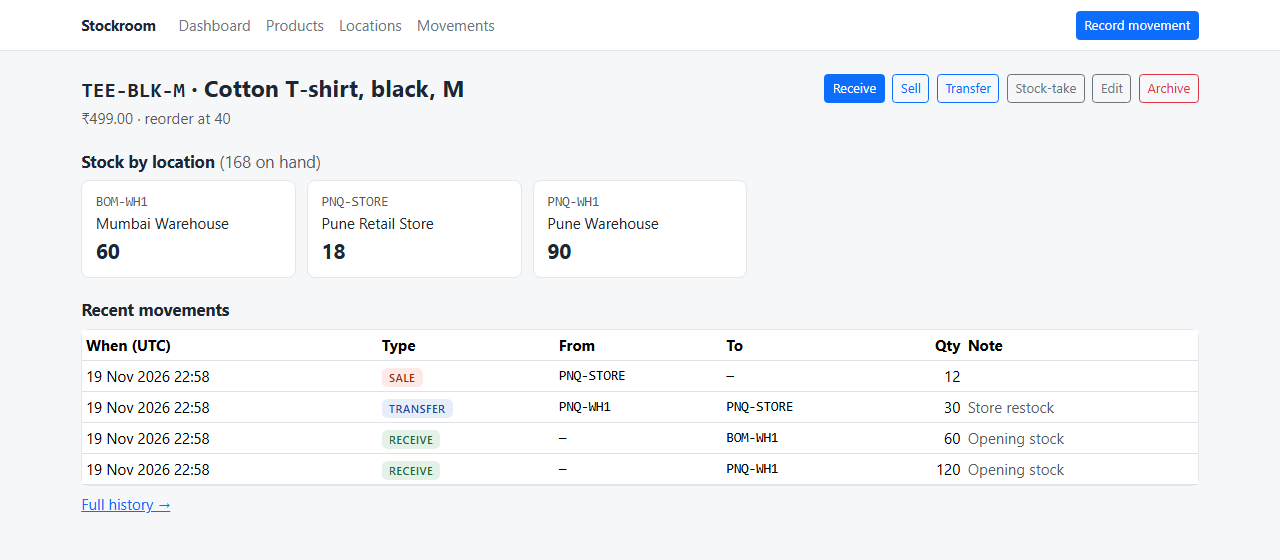 Stockroom Dashboard Products Locations Movements Record movement
TEE-BLK-M · Cotton T-shirt, black, M Receive Sell Transfer Stock-take Edit Archive
₹499.00 · reorder at 40
Stock by location (168 on hand)
BOM-WH1 PNQ-STORE PNQ-WH1
Mumbai Warehouse Pune Retail Store Pune Warehouse
60 18 90
Recent movements
When (UTC) Type From To Qty Note
19 Nov 2026 22:58 SALE PNQ-STORE — 12
19 Nov 2026 22:58 TRANSFER PNQ-WH1 PNQ-STORE 30 Store restock
19 Nov 2026 22:58 RECEIVE — BOM-WH1 60 Opening stock
19 Nov 2026 22:58 RECEIVE — PNQ-WH1 120 Opening stock
Full history →